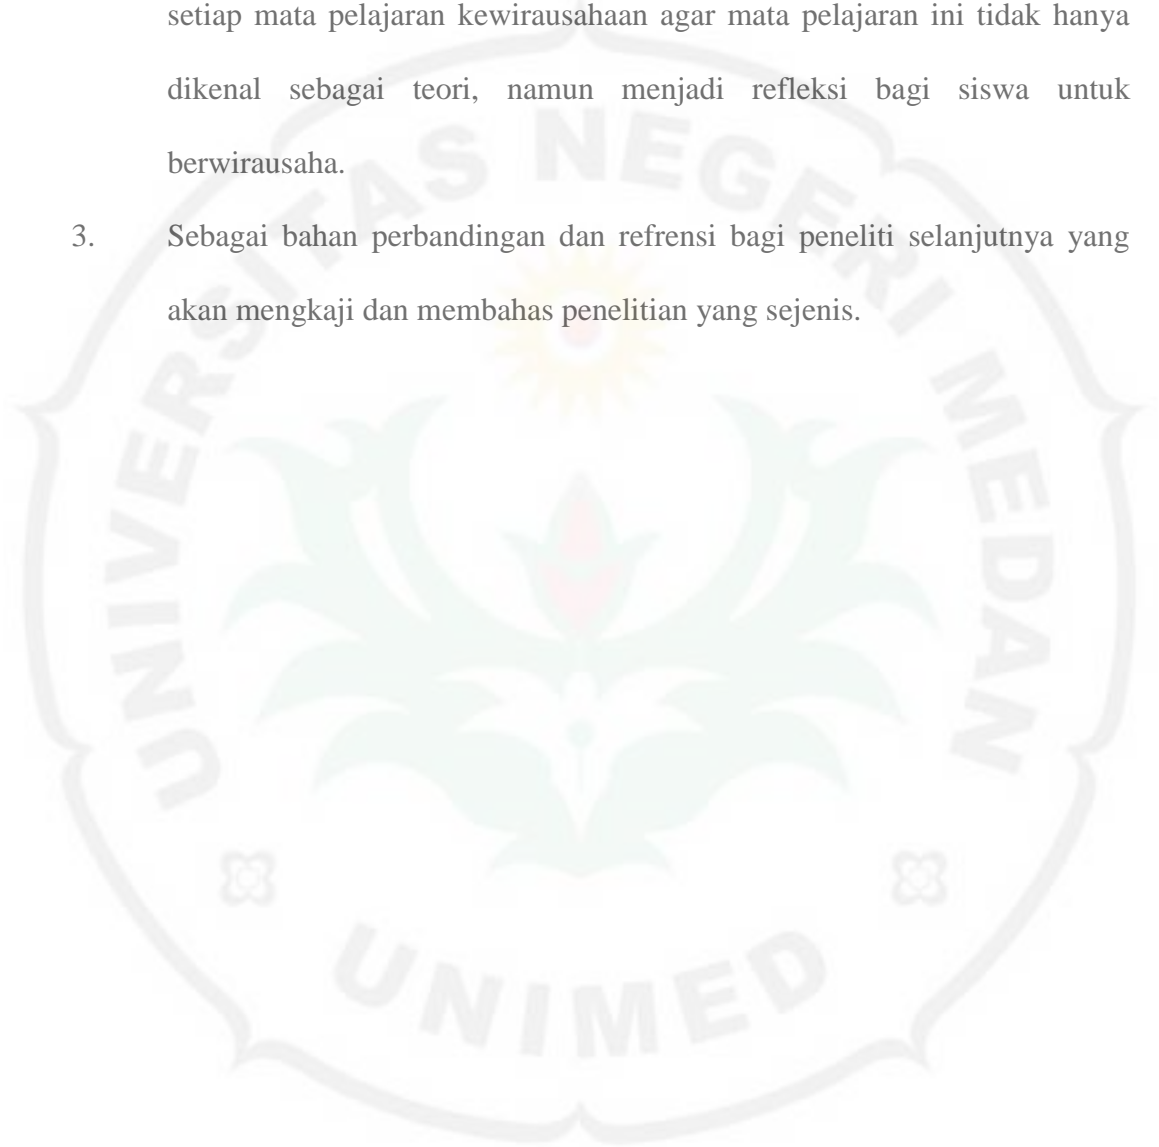 setiap mata pelajaran kewirausahaan agar mata pelajaran ini tidak hanya
dikenal sebagai teori, namun menjadi refleksi bagi siswa untuk
berwirausaha.
3. Sebagai bahan perbandingan dan refrensi bagi peneliti selanjutnya yang
akan mengkaji dan membahas penelitian yang sejenis.
UNIVERSITAS NEGERI MEDAN
UNIMED